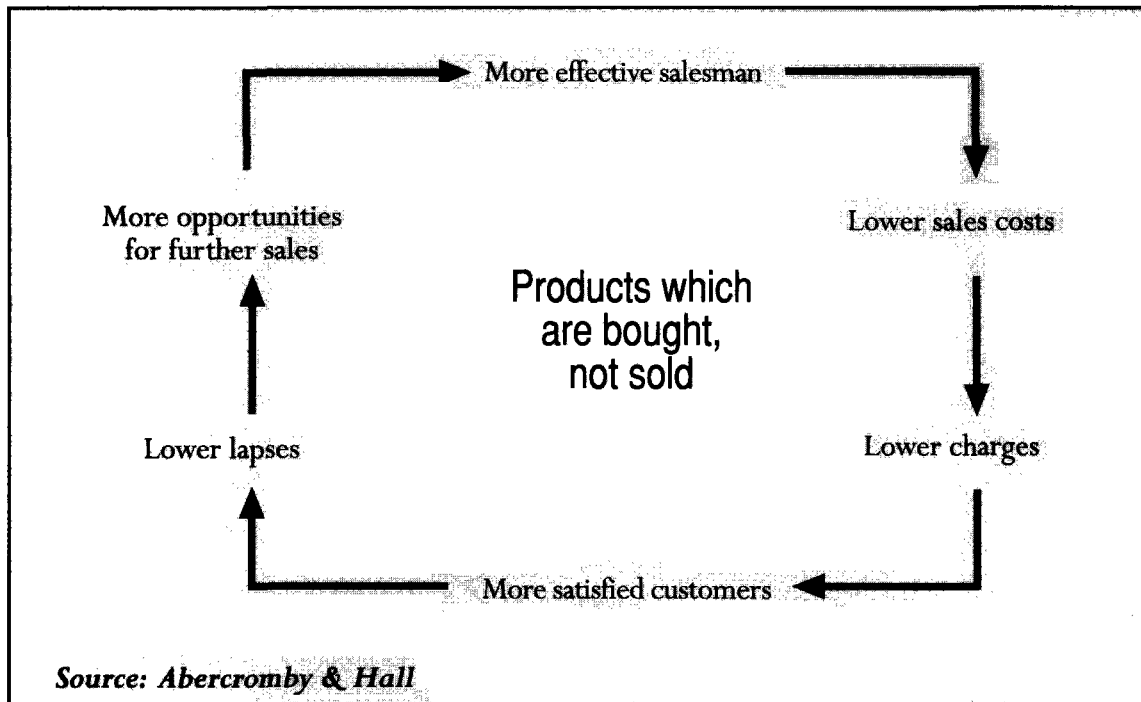 More effective salesman
More opportunities
for further sales
Lower sales costs
Products which
are bought,
not sold
Lower lapses
Lower charges
More satisfied customers
Source: Abercromby & Hall